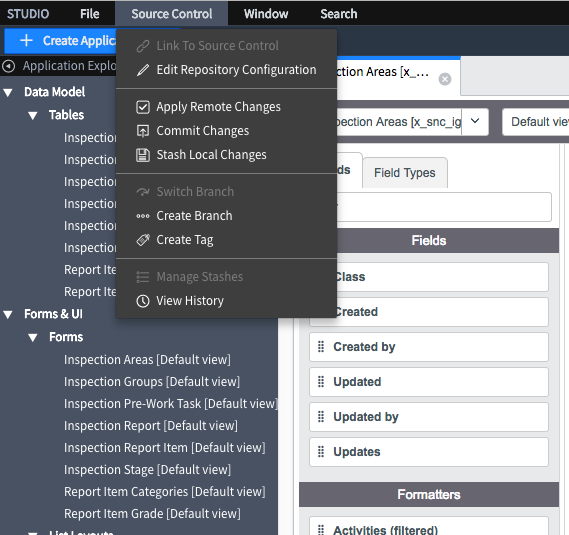 STUDIO File Source Control Window Search
Create Applic
Link To Source Control
Edit Repository Configuration
Apply Remote Changes
Commit Changes
Stash Local Changes
Switch Branch
Create Branch
Create Tag
Manage Stashes
View History
Application Explo
Data Model
Tables
Inspection
Inspection
Inspection
Inspection
Inspection
Inspection
Report Ite
Report Ite
Forms & UI
Forms
Inspection Areas [Default view]
Inspection Groups [Default view]
Inspection Pre-Work Task [Default view]
Inspection Report [Default view]
Inspection Report Item [Default view]
Inspection Stage [Default view]
Report Item Categories [Default view]
Report Item Grade [Default view]
List Layouts
ction Areas [x_...
pection Areas [x_snc_ig Default vie
ds Field Types
Fields
Class
Created
Created by
Updated
Updated by
Updates
Formatters
Activities (filtered)